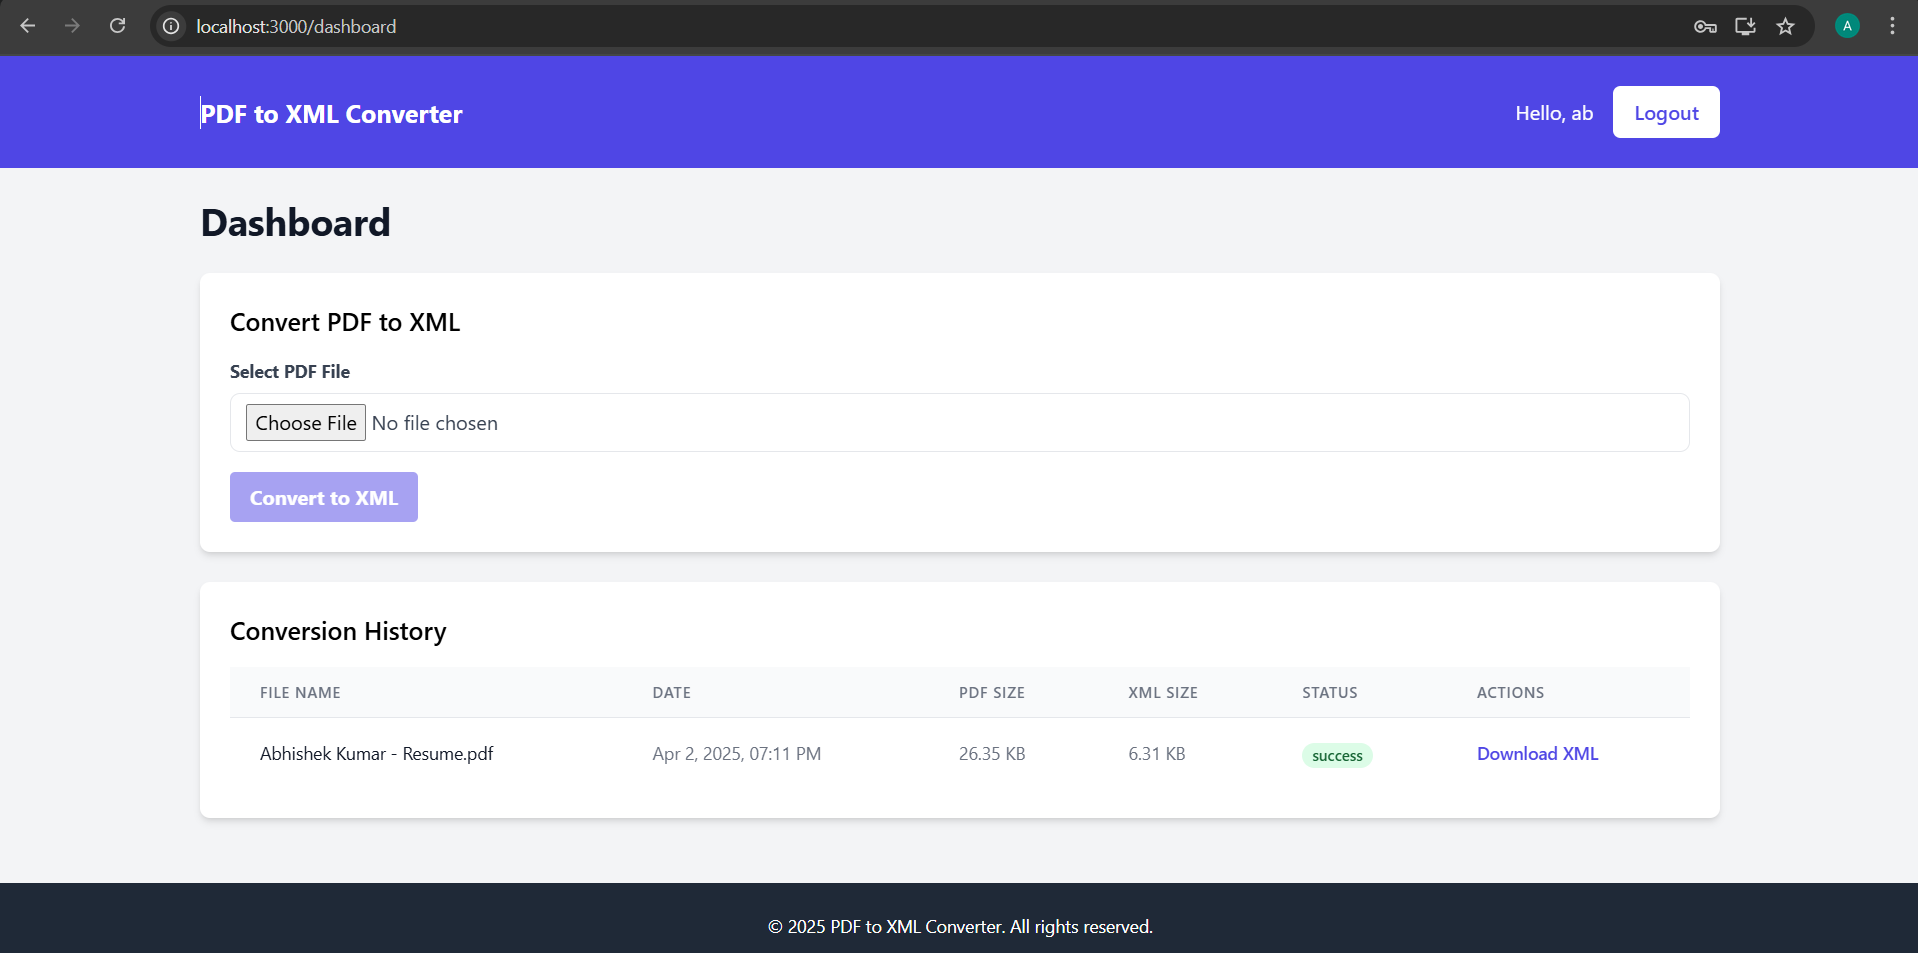 localhost:3000/dashboard
A
PDF to XML Converter
Hello, ab
Logout
Dashboard
Convert PDF to XML
Select PDF File
Choose File No file chosen
Convert to XML
Conversion History
FILE NAME DATE PDF SIZE XML SIZE STATUS ACTIONS
Abhishek Kumar - Resume.pdf Apr 2, 2025, 07:11 PM 26.35 KB 6.31 KB success Download XML
© 2025 PDF to XML Converter. All rights reserved.